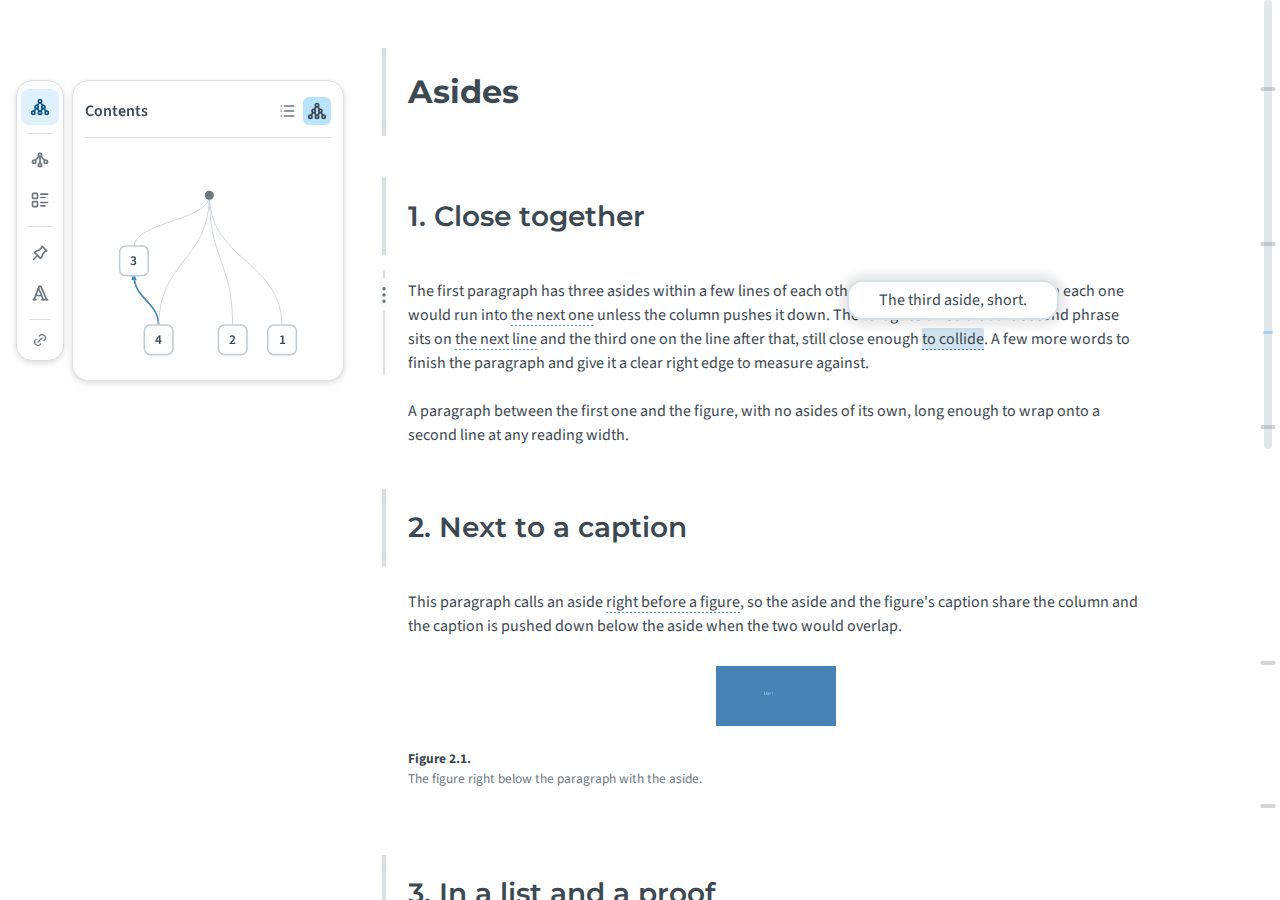 Contents
3
4
2
1
Asides
1. Close together
The first paragraph has three asides within a few lines of each each one
The third aside, short.
would run into the next one unless the column pushes it down. phrase
sits on the next line and the third one on the line after that, still close enough to collide. A few more words to
finish the paragraph and give it a clear right edge to measure against.
A paragraph between the first one and the figure, with no asides of its own, long enough to wrap onto a
second line at any reading width.
2. Next to a caption
This paragraph calls an aside right before a figure, so the aside and the figure's caption share the column and
the caption is pushed down below the aside when the two would overlap.
Figure 2.1.
The figure right below the paragraph with the aside.
3. In a list and a proof